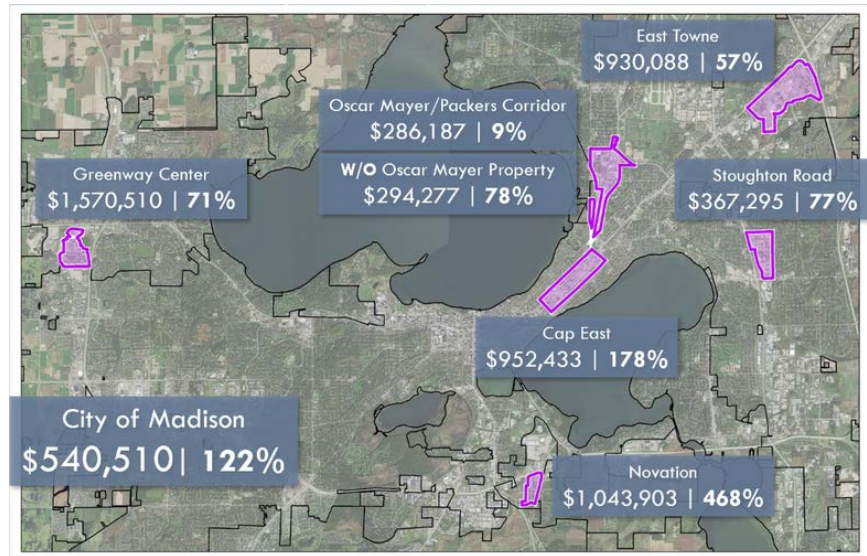 East Towne
$930,088 | 57%
Oscar Mayer/Packers Corridor
$286,187 | 9%
W/O Oscar Mayer Property
$294,277 | 78%
Greenway Center
$1,570,510 | 71%
Stoughton Road
$367,295 | 77%
Cap East
$952,433 | 178%
City of Madison
$540,510| 122%
Novation
$1,043,903 | 468%